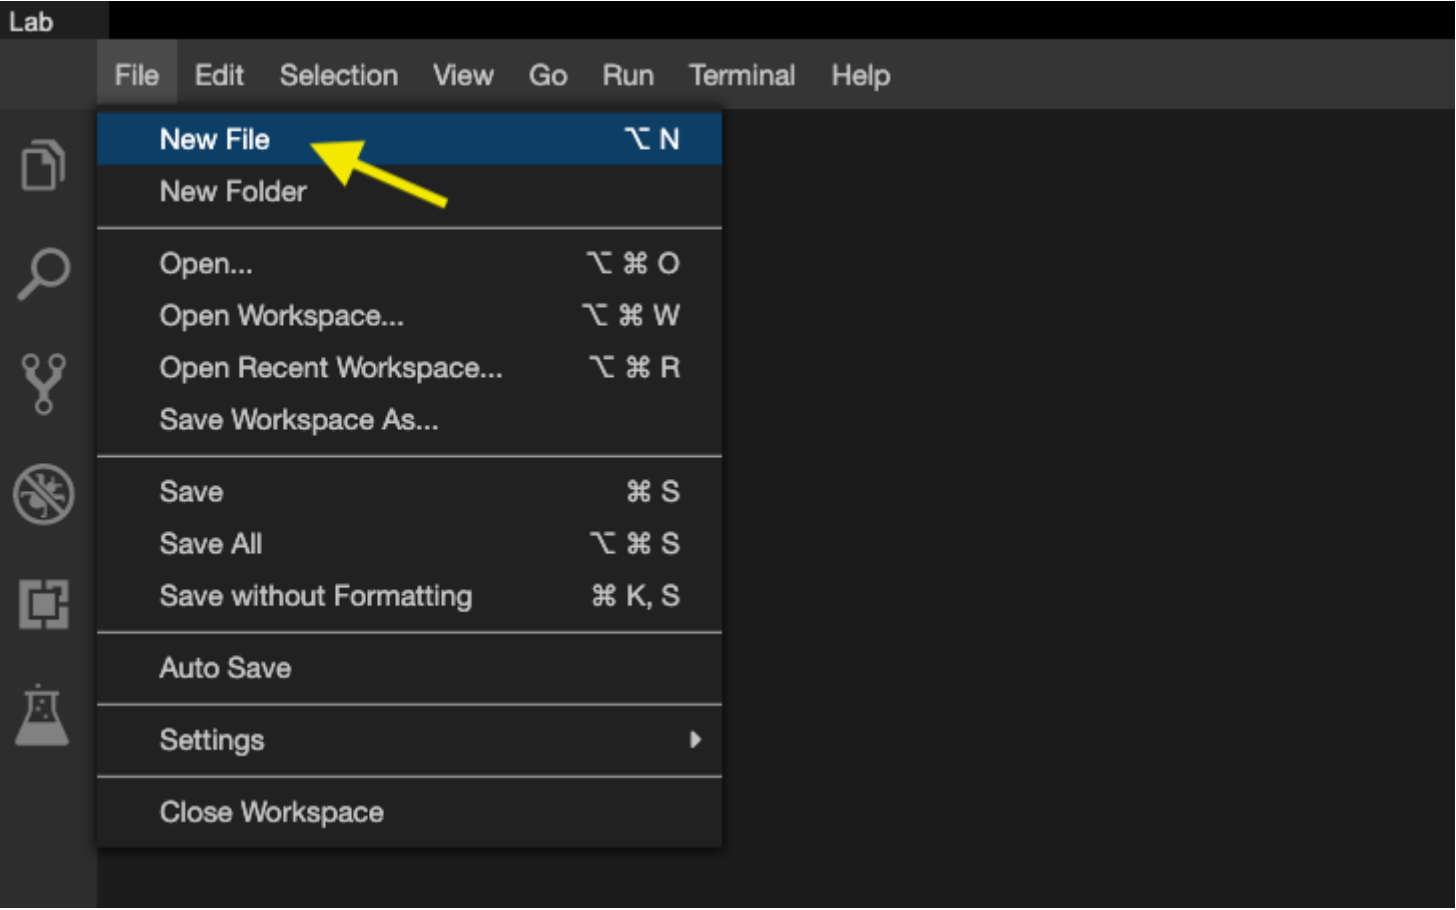 Lab
File Edit Selection View Go Run Terminal Help
New File ⌥ N
New Folder
Open... ⌥ ⌘ O
Open Workspace... ⌥ ⌘ W
Open Recent Workspace... ⌥ ⌘ R
Save Workspace As...
Save ⌘ S
Save All ⌥ ⌘ S
Save without Formatting ⌘ K, S
Auto Save
Settings
Close Workspace